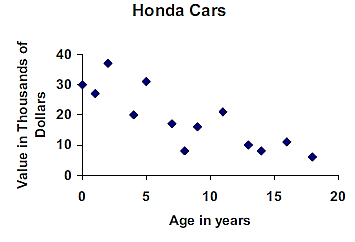 Honda Cars
Value in Thousands of
Dollars
40
30
20
10
0
0 5 10 15 20
Age in years